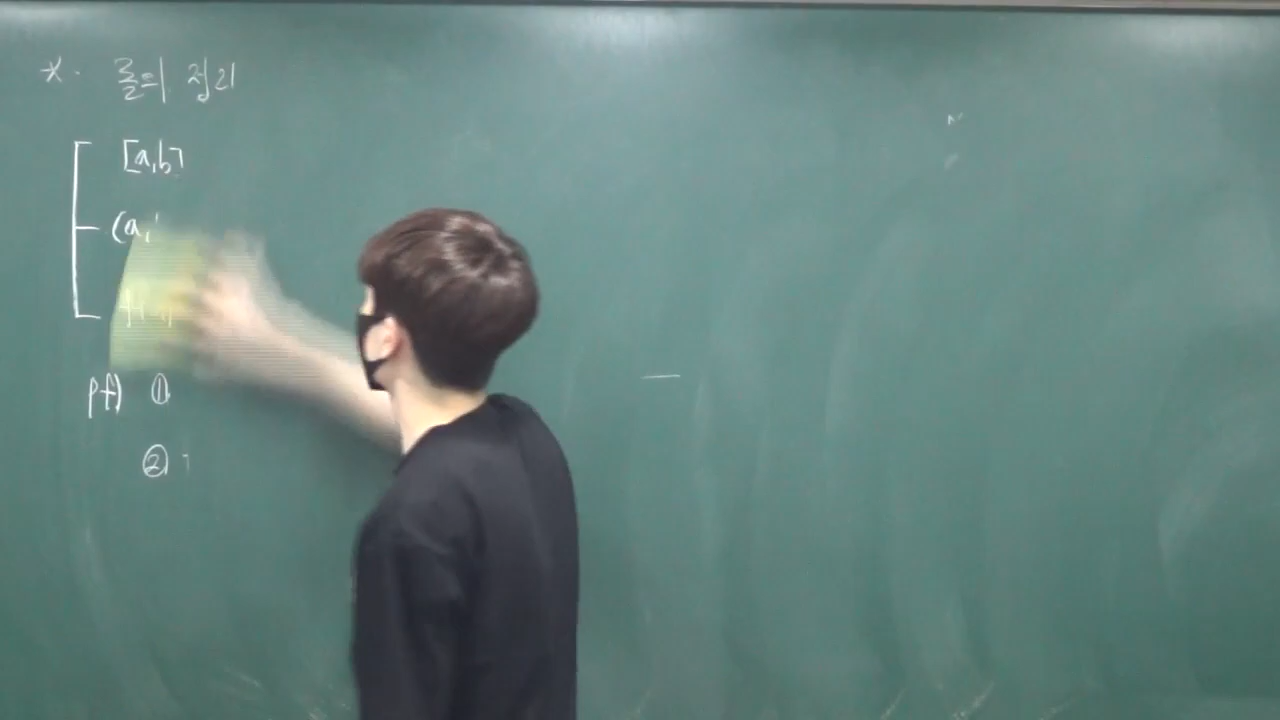 * . 롤의 정리
[a,b]
(a,
pf) ①
②